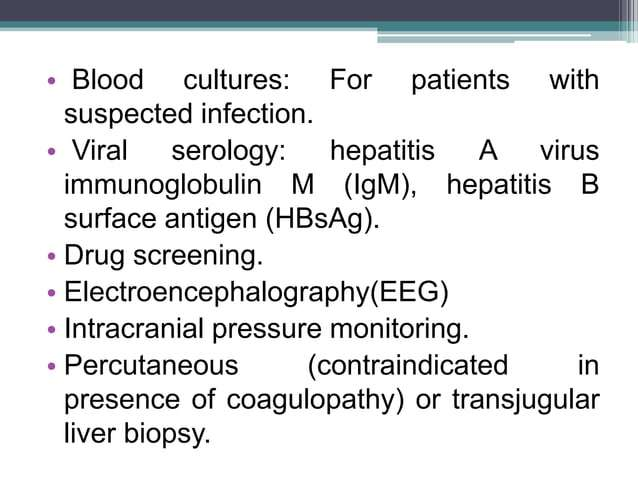 • Blood cultures: For patients with
suspected infection.
• Viral serology: hepatitis A virus
immunoglobulin M (IgM), hepatitis B
surface antigen (HBsAg).
• Drug screening.
• Electroencephalography(EEG)
• Intracranial pressure monitoring.
• Percutaneous (contraindicated in
presence of coagulopathy) or transjugular
liver biopsy.